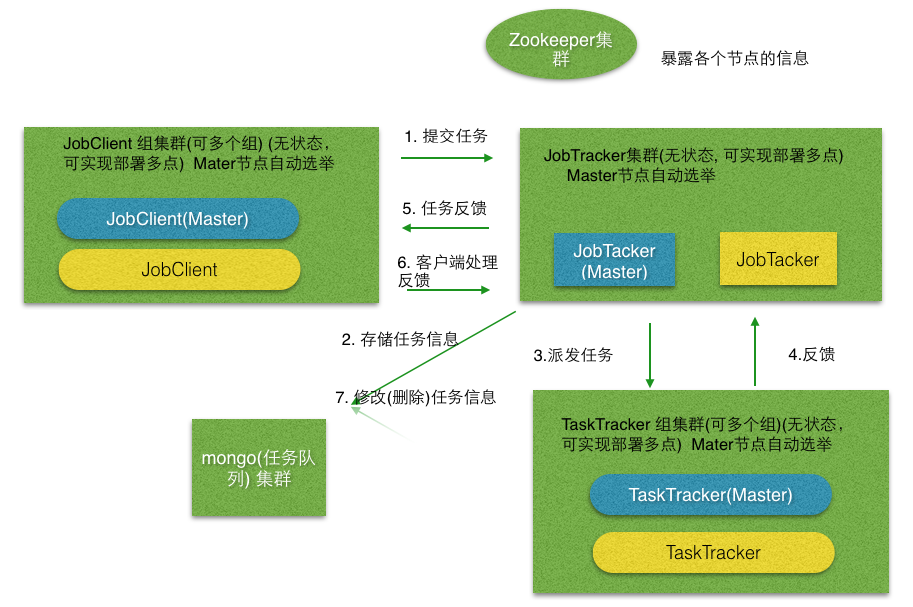 Zookeeper集
群
暴露各个节点的信息
JobClient 组集群(可多个组) (无状态，
可实现部署多点)  Mater节点自动选举
JobClient(Master)
JobClient
1. 提交任务
5. 任务反馈
6. 客户端处理
反馈
JobTracker集群(无状态, 可实现部署多点)
Master节点自动选举
JobTacker
(Master)
JobTacker
2. 存储任务信息
3.派发任务
4.反馈
7. 修改(删除)任务信息
mongo(任务队
列) 集群
TaskTracker 组集群(可多个组)(无状态，
可实现部署多点)  Mater节点自动选举
TaskTracker(Master)
TaskTracker